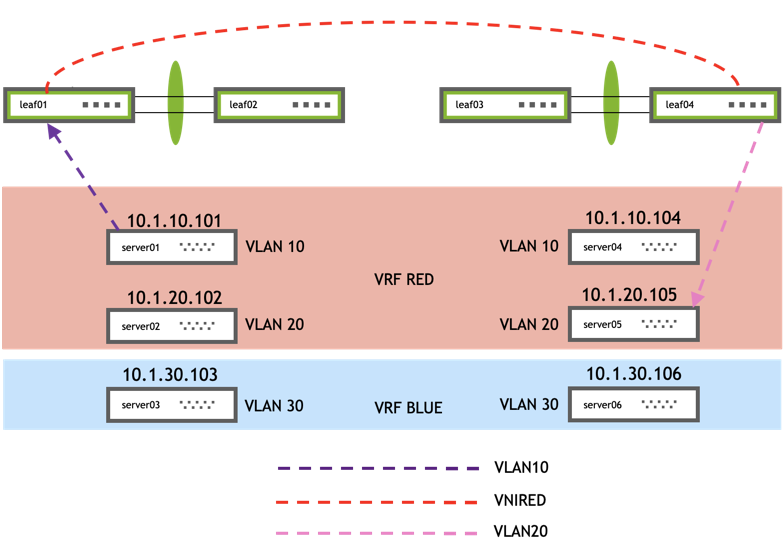 leaf01
leaf02
leaf03
leaf04
10.1.10.101
server01
VLAN 10
10.1.10.104
VLAN 10
server04
VRF RED
10.1.20.102
server02
VLAN 20
10.1.20.105
VLAN 20
server05
10.1.30.103
server03
VLAN 30
VRF BLUE
10.1.30.106
VLAN 30
server06
VLAN10
VNIRED
VLAN20